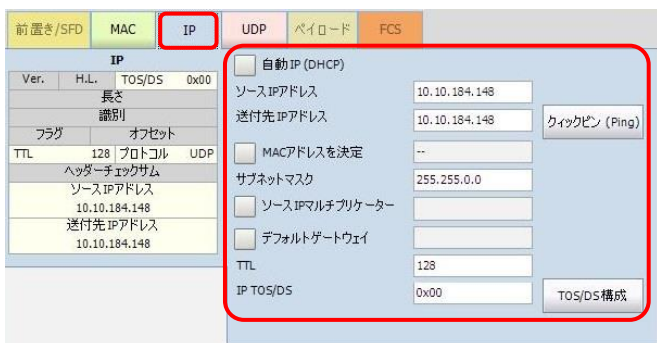 前置き/SFD MAC IP UDP ペイロード FCS
IP
Ver. H.L. TOS/DS 0x00
長さ
識別
フラグ オフセット
TTL 128 プロトコル UDP
ヘッダーチェックサム
ソースIPアドレス
10.10.184.148
送付先IPアドレス
10.10.184.148
自動IP(DHCP)
ソースIPアドレス 10.10.184.148
送付先IPアドレス 10.10.184.148 クィックピン (Ping)
MACアドレスを決定 --
サブネットマスク 255.255.0.0
ソースIPマルチプリケーター
デフォルトゲートウェイ
TTL 128
IP TOS/DS 0x00 TOS/DS構成